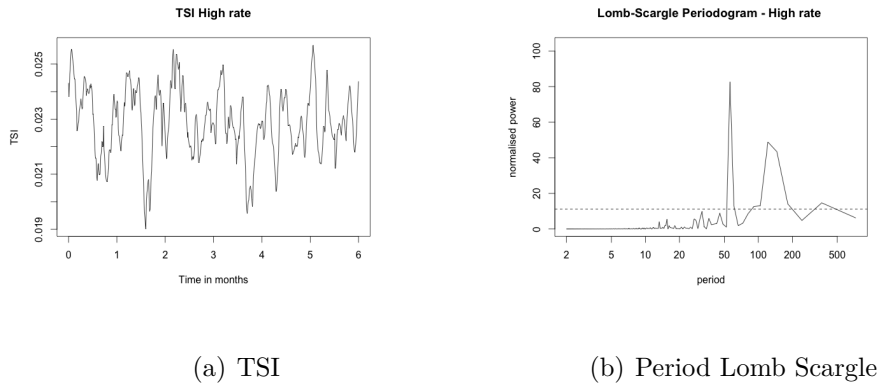 TSI High rate
TSI
0.019 0.021 0.023 0.025
0 1 2 3 4 5 6
Time in months
(a) TSI
Lomb-Scargle Periodogram - High rate
normalised power
0 20 40 60 80 100
2 5 10 20 50 100 200 500
period
(b) Period Lomb Scargle